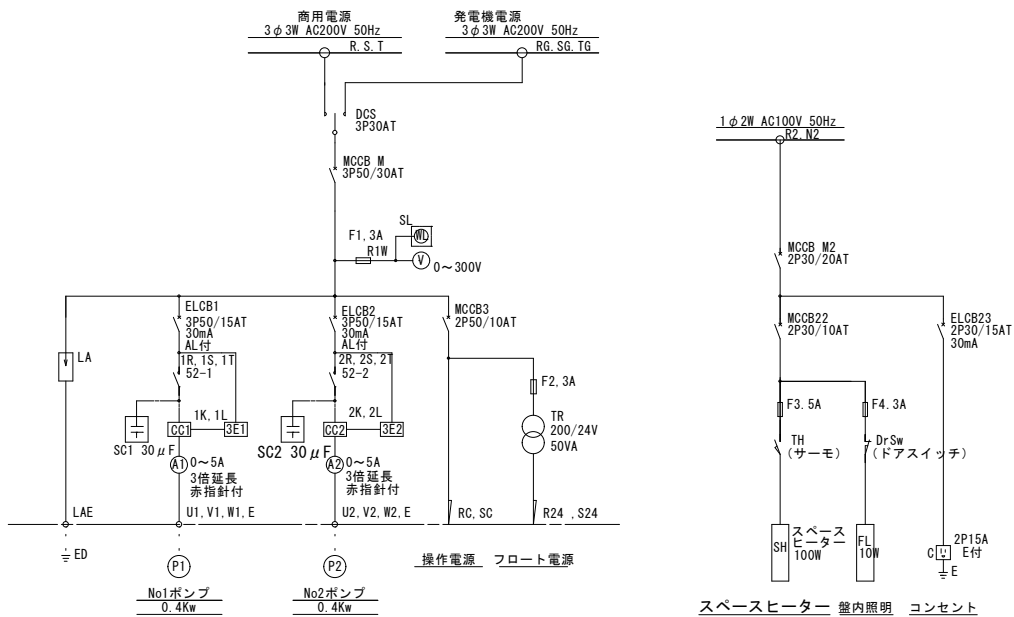 商用電源
3φ3W AC200V 50Hz
R.S.T
発電機電源
3φ3W AC200V 50Hz
RG.SG.TG
DCS
3P30AT
MCCB M
3P50/30AT
SL
WL
F1,3A
R1W
V
0～300V
ELCB1
3P50/15AT
30mA
AL付
1R,1S,1T
52-1
ELCB2
3P50/15AT
30mA
AL付
2R,2S,2T
52-2
MCCB3
2P50/10AT
LA
F2,3A
TR
200/24V
50VA
1K,1L
CC1
3E1
SC1 30μF
A1
0～5A
3倍延長
赤指針付
2K,2L
CC2
3E2
SC2 30μF
A2
0～5A
3倍延長
赤指針付
LAE
U1,V1,W1,E
U2,V2,W2,E
RC,SC
R24 ,S24
ED
P1
P2
操作電源
フロート電源
No1ポンプ
0.4Kw
No2ポンプ
0.4Kw
1φ2W AC100V 50Hz
R2.N2
MCCB M2
2P30/20AT
MCCB22
2P30/10AT
ELCB23
2P30/15AT
30mA
F3.5A
F4.3A
TH
(サーモ)
DrSw
(ドアスイッチ)
SH
スペース
ヒーター
100W
FL
10W
2P15A
E付
C
E
スペースヒーター
盤内照明
コンセント